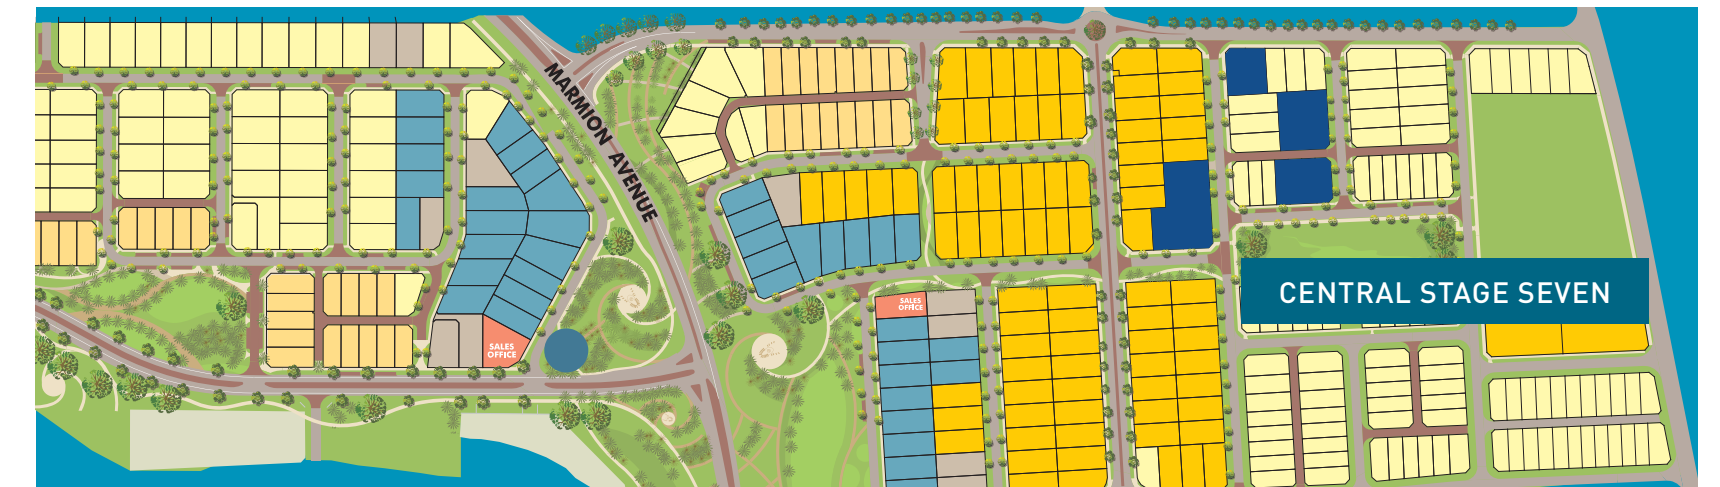 MARMION AVENUE
CENTRAL STAGE SEVEN
SALES
OFFICE
SALES
OFFICE